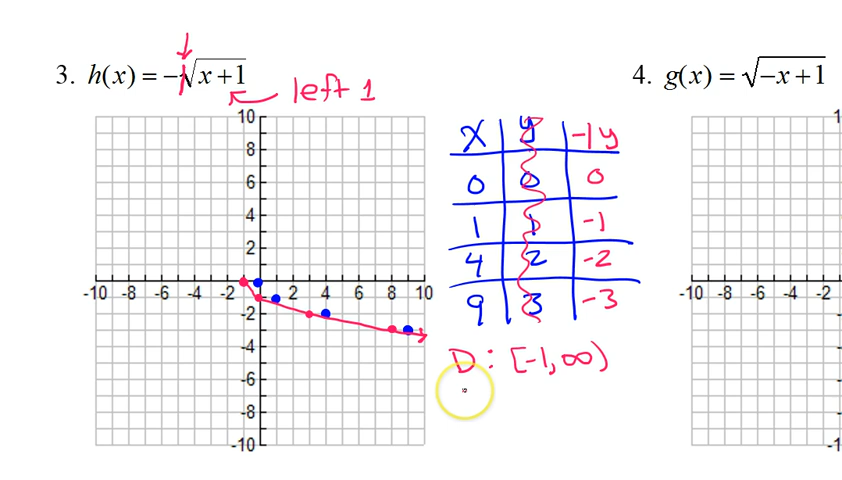 3. h(x) = −√x+1
left 1
4. g(x) = √−x+1
10
8
6
4
2
-10 -8 -6 -4 -2 2 4 6 8 10
-2
-4
-6
-8
-10
x y -1y
0 0 0
1 1 -1
4 2 -2
9 3 -3
D: [-1, ∞)
1
-10 -8 -6 -4 -2
-1